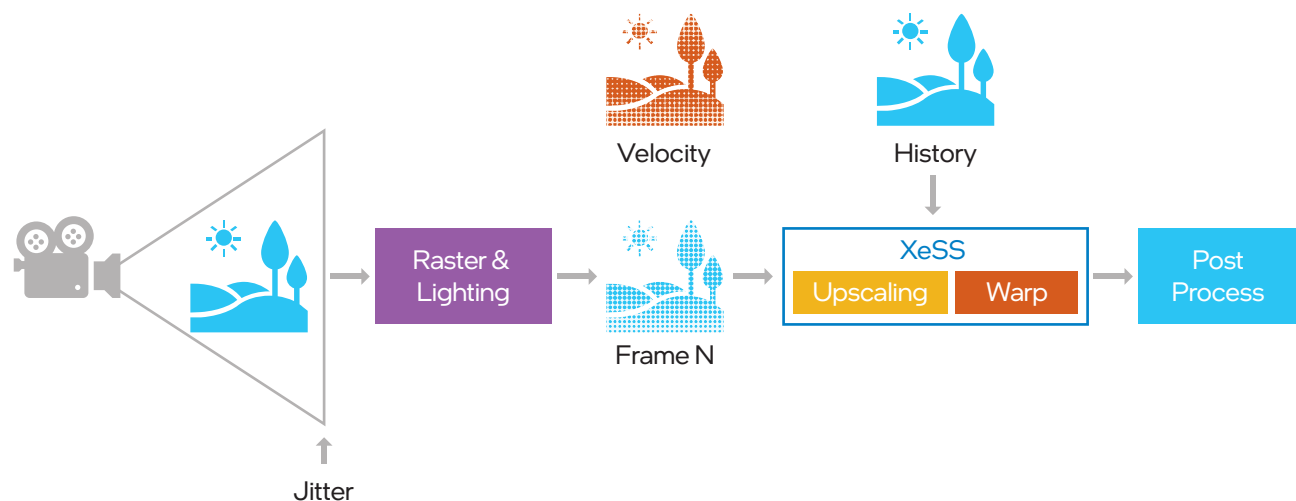 Velocity
History
Raster &
Lighting
XeSS
Upscaling
Warp
Post
Process
Frame N
Jitter